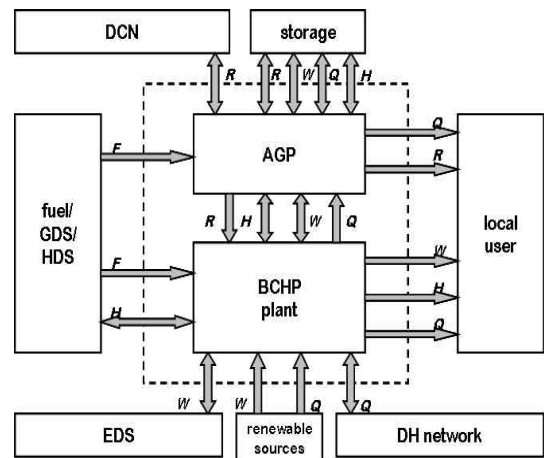 DCN
storage
R
R
W
Q
H
Q
F
AGP
R
fuel/
GDS/
HDS
R
H
W
Q
local
user
W
F
BCHP
plant
H
H
Q
W
W
Q
Q
EDS
renewable
sources
DH network